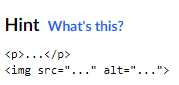 Hint What's this?
<p>...</p>
<img src="..." alt="...">